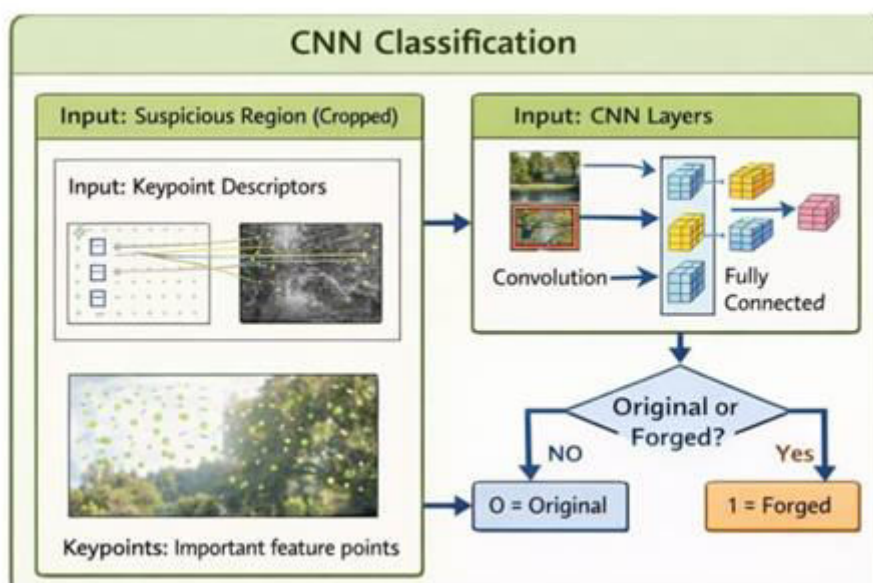 CNN Classification
Input: Suspicious Region (Cropped)
Input: Keypoint Descriptors
Keypoints: Important feature points
Input: CNN Layers
Convolution
Fully
Connected
Original or
Forged?
NO
Yes
0 = Original
1 = Forged